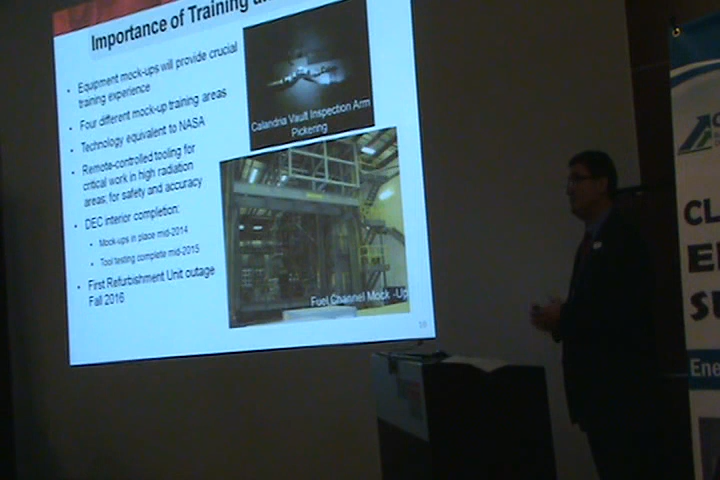 Importance of Training
Equipment mock-ups will provide crucial
training experience
Four different mock-up training areas
Technology equivalent to NASA
Remote-controlled tooling for
critical work in high radiation
areas; for safety and accuracy
DEC interior completion:
Mock-ups in place mid-2014
Tool testing complete mid-2015
First Refurbishment Unit outage
Fall 2016
Calandria Vault Inspection Arm
Pickering
Fuel Channel Mock -Up
10
CL
Ene